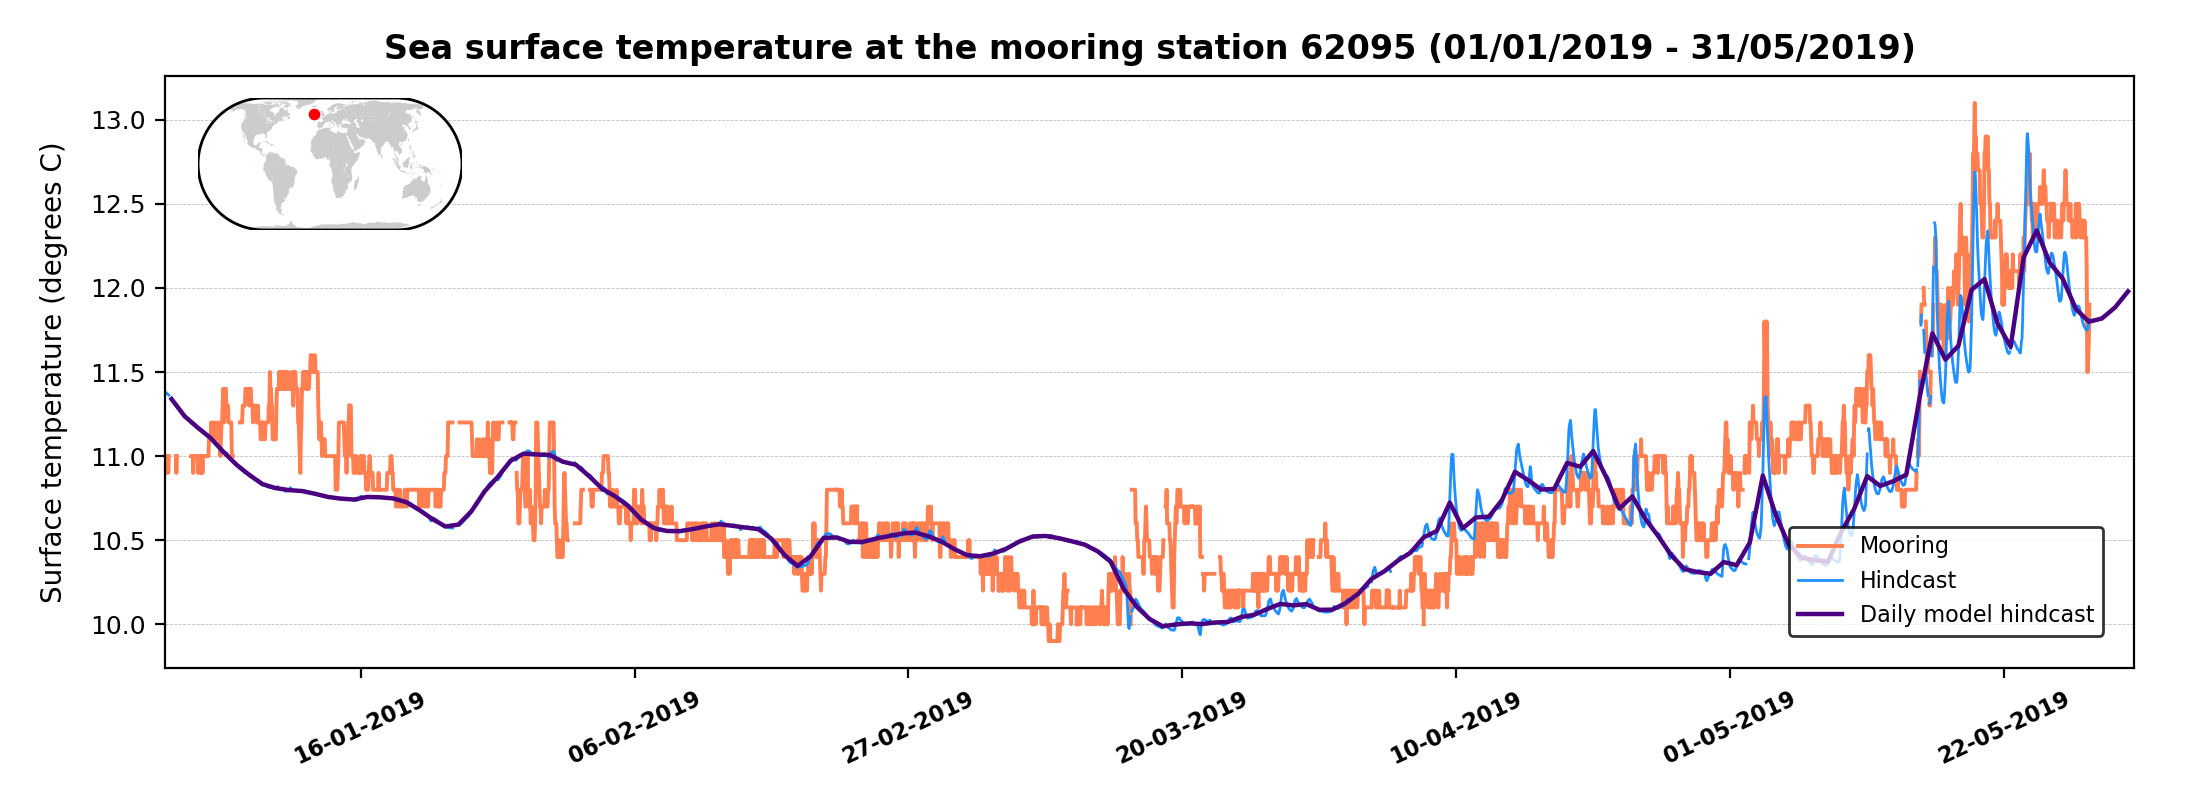 Sea surface temperature at the mooring station 62095 (01/01/2019 - 31/05/2019)
Surface temperature (degrees C)
13.0
12.5
12.0
11.5
11.0
10.5
10.0
Mooring
Hindcast
Daily model hindcast
16-01-2019
06-02-2019
27-02-2019
20-03-2019
10-04-2019
01-05-2019
22-05-2019